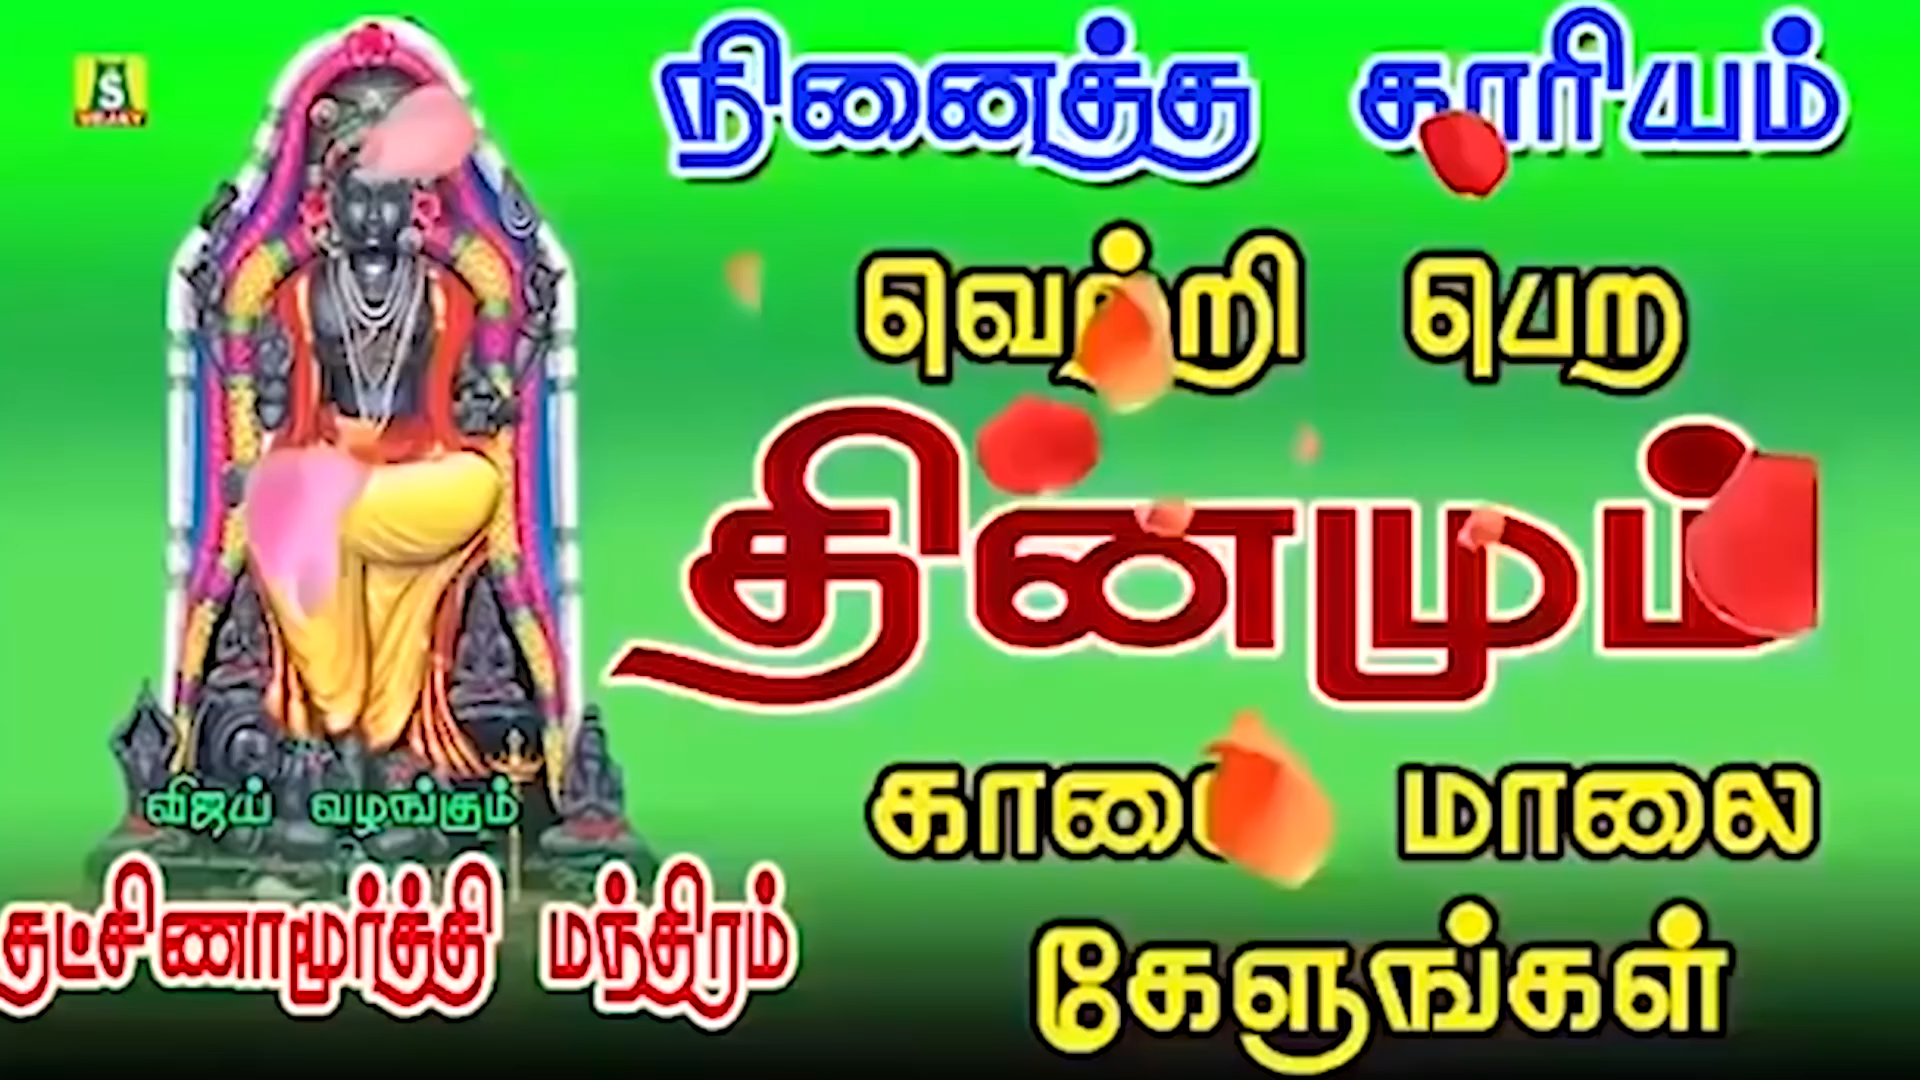 நினைத்த காரியம்
வெற்றி பெற
தினமும்
காலை மாலை
கேளுங்கள்
விஜய் வழங்கும்
தட்சிணாமூர்த்தி மந்திரம்